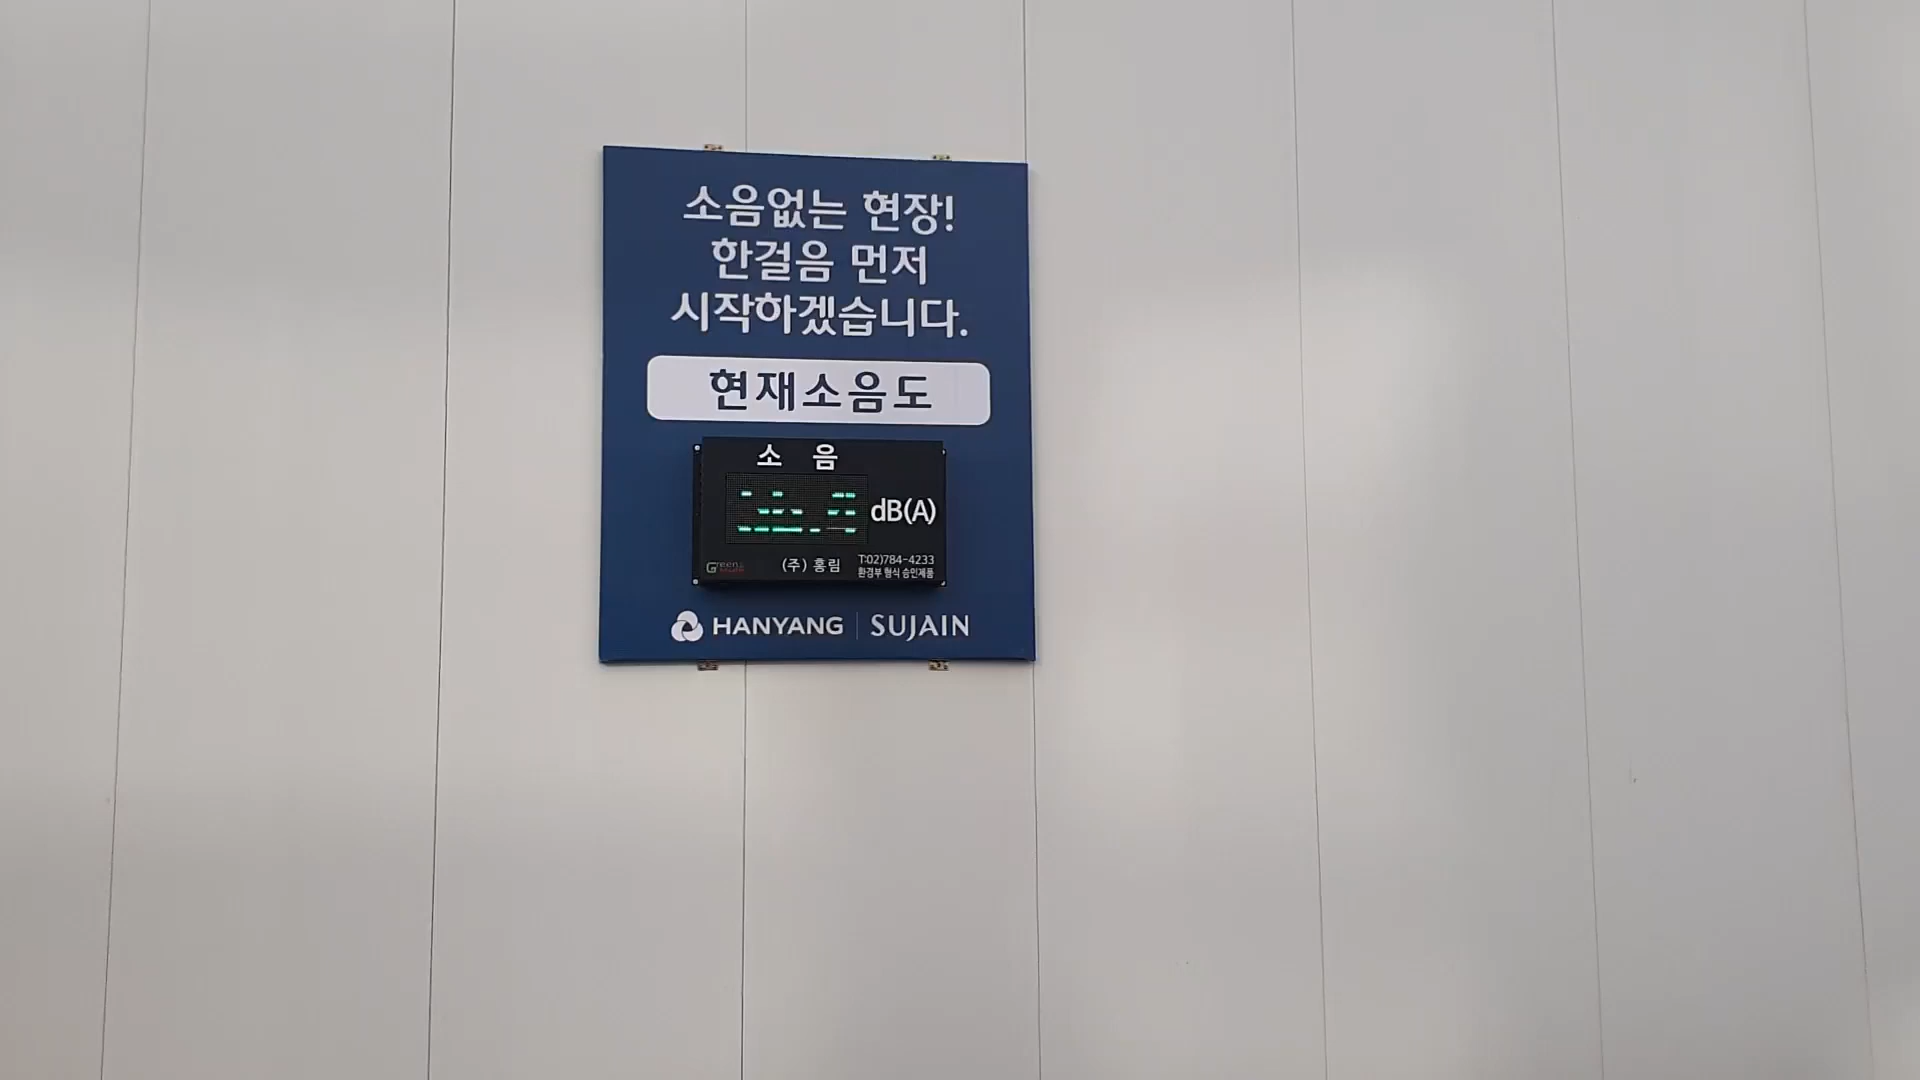 소음없는 현장!
한걸음 먼저
시작하겠습니다.
현재소음도
소 음
dB(A)
Green
(주) 홍림
T:02)784-4233
환경부 형식 승인제품
HANYANG | SUJAIN